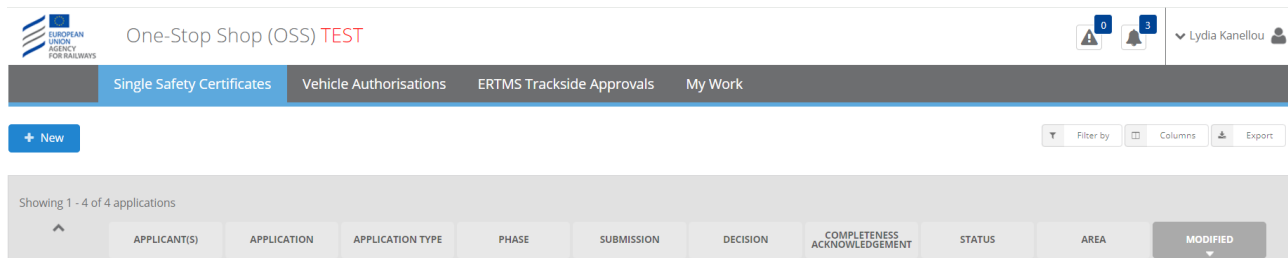 EUROPEAN
UNION
AGENCY
FOR RAILWAYS
One-Stop Shop (OSS) TEST
0
3
Lydia Kanellou
Single Safety Certificates Vehicle Authorisations ERTMS Trackside Approvals My Work
+ New
Filter by Columns Export
Showing 1 - 4 of 4 applications
APPLICANT(S) APPLICATION APPLICATION TYPE PHASE SUBMISSION DECISION COMPLETENESS ACKNOWLEDGEMENT STATUS AREA MODIFIED